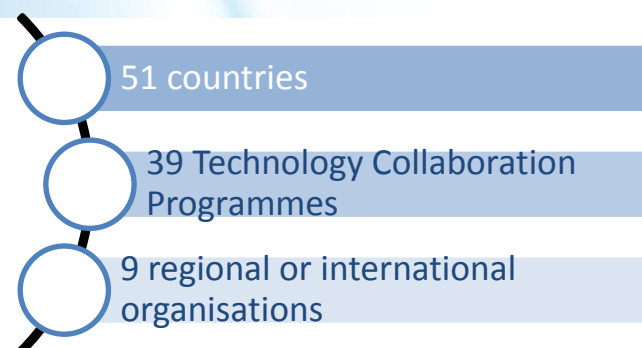 51 countries
39 Technology Collaboration
Programmes
9 regional or international
organisations